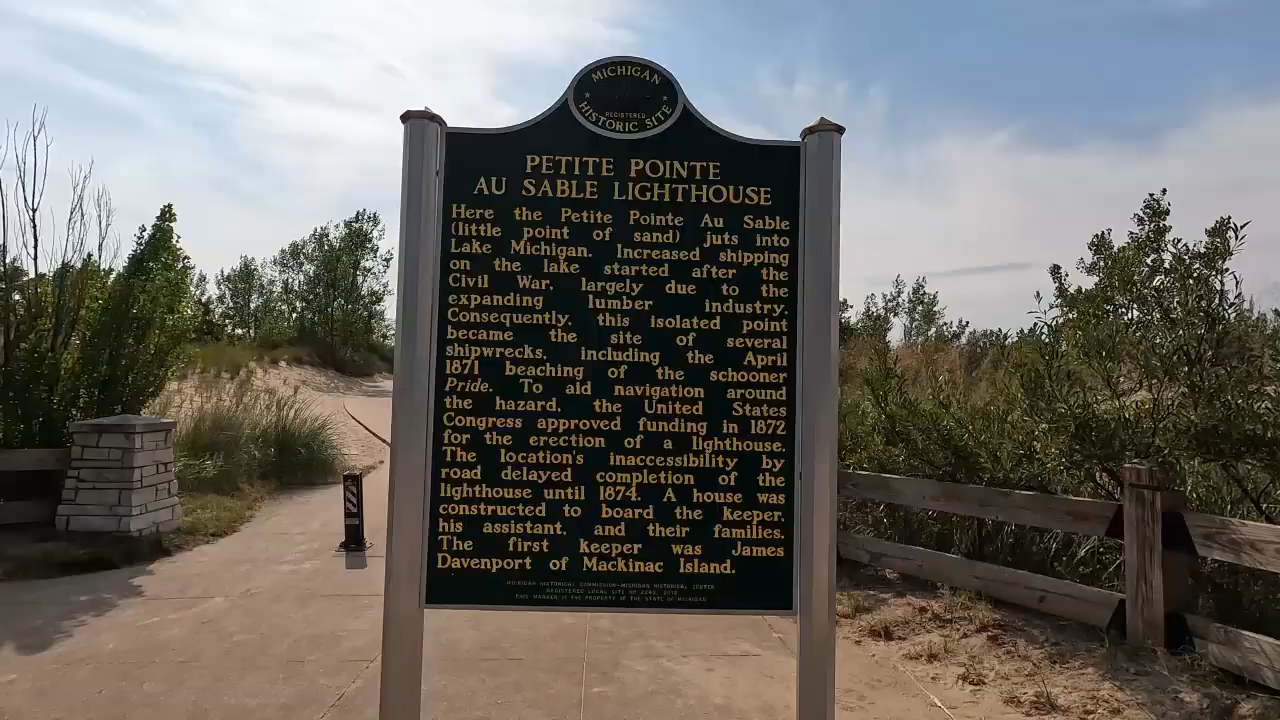 MICHIGAN
REGISTERED
HISTORIC SITE
PETITE POINTE
AU SABLE LIGHTHOUSE
Here the Petite Pointe Au Sable
(little point of sand) juts into
Lake Michigan. Increased shipping
on the lake started after the
Civil War, largely due to the
expanding lumber industry.
Consequently, this isolated point
became the site of several
shipwrecks, including the April
1871 beaching of the schooner
Pride. To aid navigation around
the hazard, the United States
Congress approved funding in 1872
for the erection of a lighthouse.
The location's inaccessibility by
road delayed completion of the
lighthouse until 1874. A house was
constructed to board the keeper,
his assistant, and their families.
The first keeper was James
Davenport of Mackinac Island.
MICHIGAN HISTORICAL COMMISSION-MICHIGAN HISTORICAL CENTER
REGISTERED LOCAL SITE NO. 2243, 2012
THIS MARKER IS THE PROPERTY OF THE STATE OF MICHIGAN